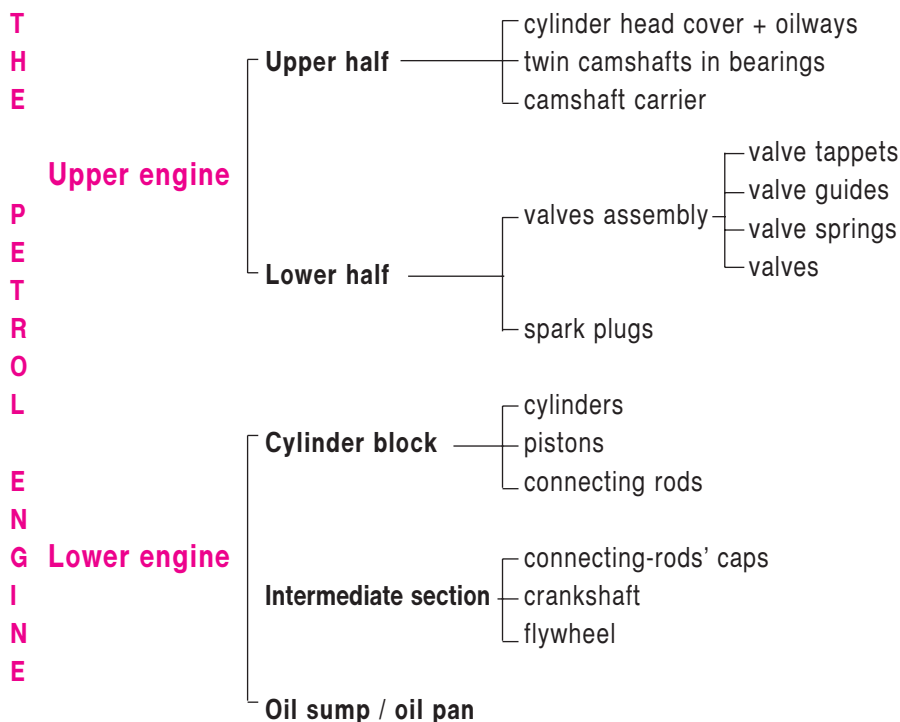 THE PETROL ENGINE
Upper engine
Upper half
cylinder head cover + oilways
twin camshafts in bearings
camshaft carrier
Lower half
valves assembly
valve tappets
valve guides
valve springs
valves
spark plugs
Lower engine
Cylinder block
cylinders
pistons
connecting rods
Intermediate section
connecting-rods’ caps
crankshaft
flywheel
Oil sump / oil pan